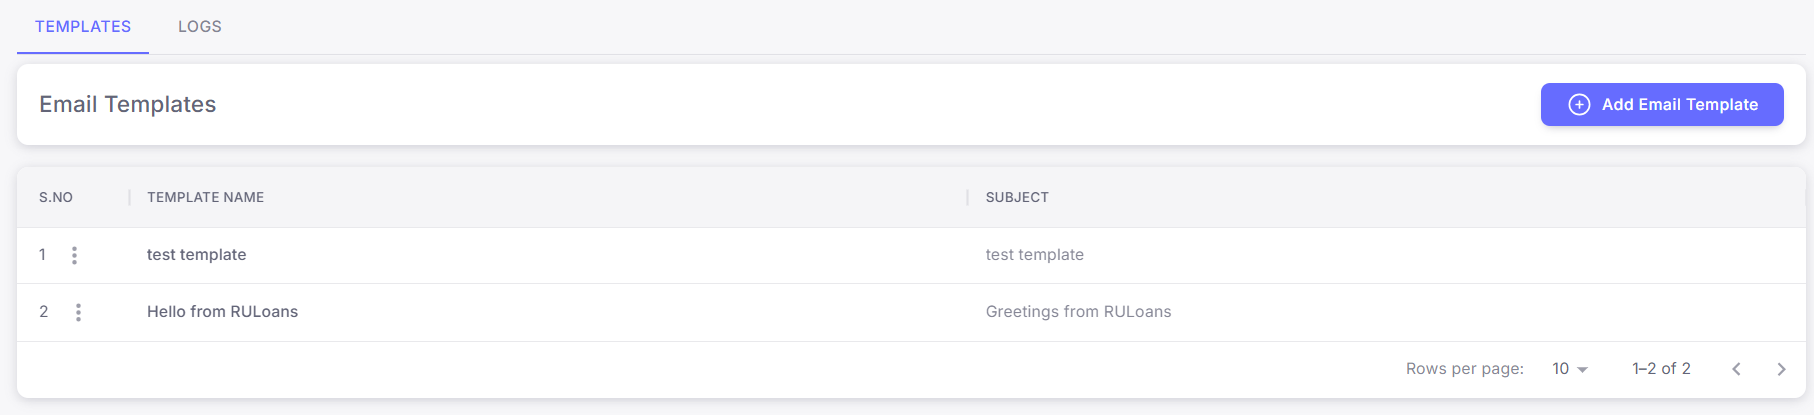 TEMPLATES LOGS
Email Templates Add Email Template
S.NO TEMPLATE NAME SUBJECT
1 test template test template
2 Hello from RULoans Greetings from RULoans
Rows per page: 10 1–2 of 2